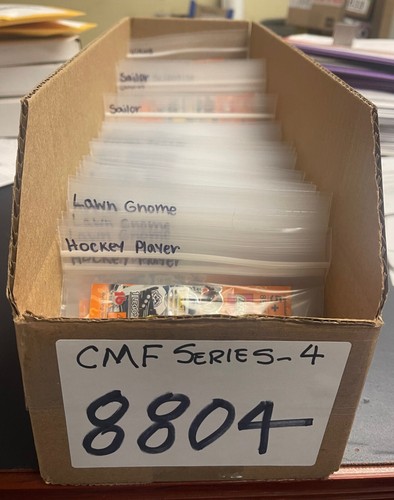 Sailor
Sailor
Lawn Gnome
Lawn Gnome
Hockey Player
Hockey Player
CMF SERIES-4
8804